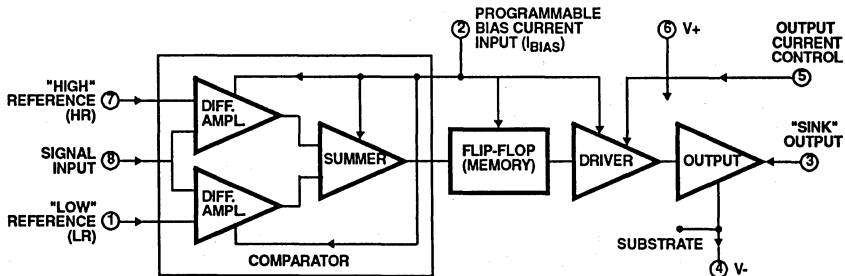 PROGRAMMABLE
BIAS CURRENT
INPUT (IBIAS)
2
6 V+
OUTPUT
CURRENT
CONTROL
5
"HIGH"
REFERENCE 7
(HR)
DIFF.
AMPL.
SIGNAL
INPUT 8
SUMMER
FLIP-FLOP
(MEMORY)
DRIVER
OUTPUT
"SINK"
OUTPUT
3
"LOW"
REFERENCE 1
(LR)
DIFF.
AMPL.
COMPARATOR
SUBSTRATE
4 V-